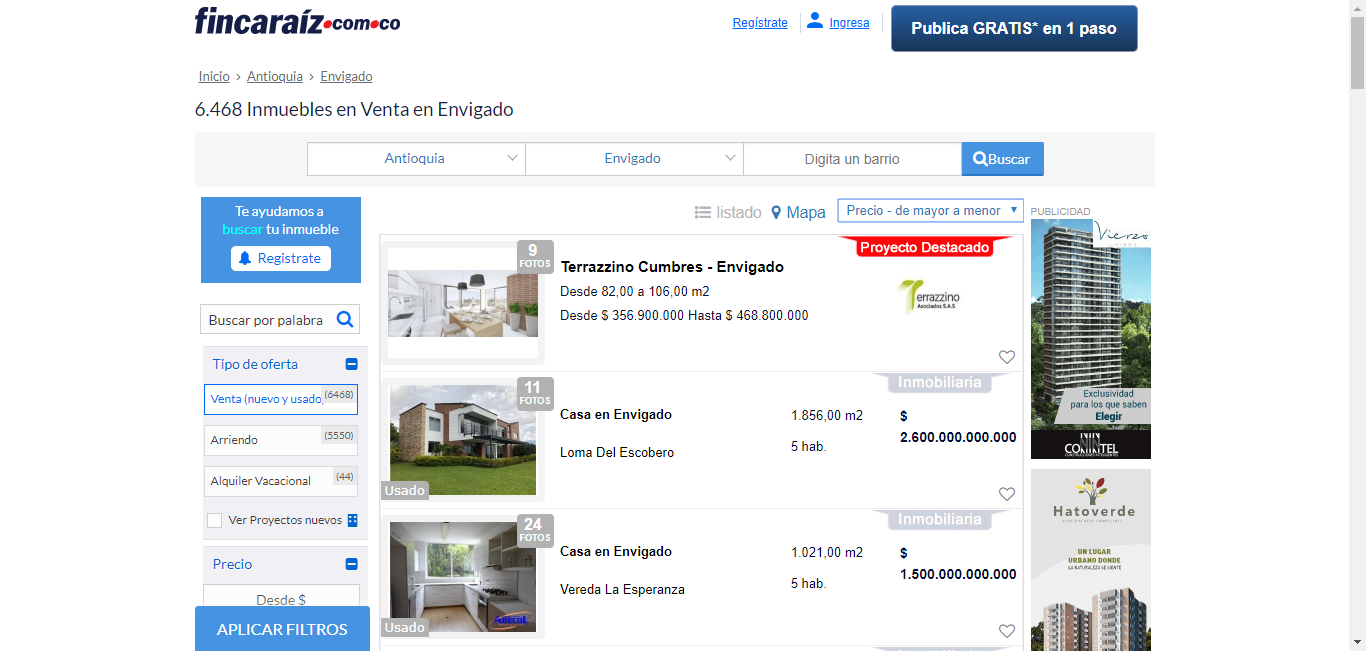 fincaraíz.com.co
Regístrate
Ingresa
Publica GRATIS* en 1 paso
Inicio › Antioquia › Envigado
6.468 Inmuebles en Venta en Envigado
Antioquia
Envigado
Digita un barrio
Buscar
Te ayudamos a
buscar tu inmueble
Registrate
Buscar por palabra
Tipo de oferta
Venta (nuevo y usado)
(6468)
Arriendo
(5550)
Alquiler Vacacional
(44)
Ver Proyectos nuevos
Precio
Desde $
APLICAR FILTROS
listado
Mapa
Precio - de mayor a menor
9
FOTOS
Terrazzino Cumbres - Envigado
Desde 82,00 a 106,00 m2
Desde $ 356.900.000 Hasta $ 468.800.000
Proyecto Destacado
Terrazzino
Asociados S.A.S
11
FOTOS
Usado
Casa en Envigado
Loma Del Escobero
1.856,00 m2
5 hab.
Inmobiliaria
$
2.600.000.000.000
24
FOTOS
Usado
Casa en Envigado
Vereda La Esperanza
1.021,00 m2
5 hab.
Inmobiliaria
$
1.500.000.000.000
PUBLICIDAD
Vierzo
Exclusividad
para los que saben
Elegir
CONINTEL
CONSTRUCCIONES INTELIGENTES
Hatoverde
UN LUGAR
URBANO DONDE
LA NATURALEZA SE SIENTE